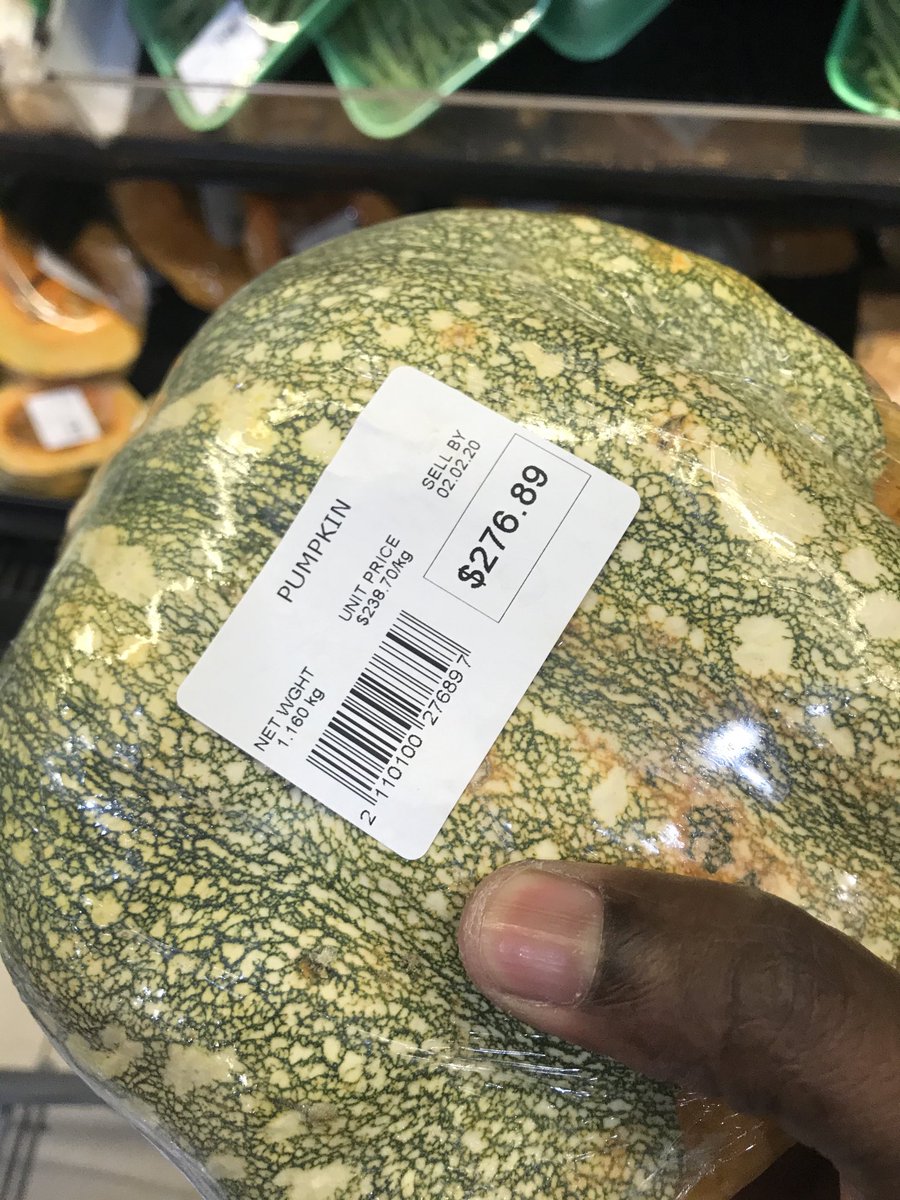 PUMPKIN
SELL BY
02.02.20
UNIT PRICE
$238.70/kg
$276.89
NET WGHT
1.160 kg
2 110100 276897